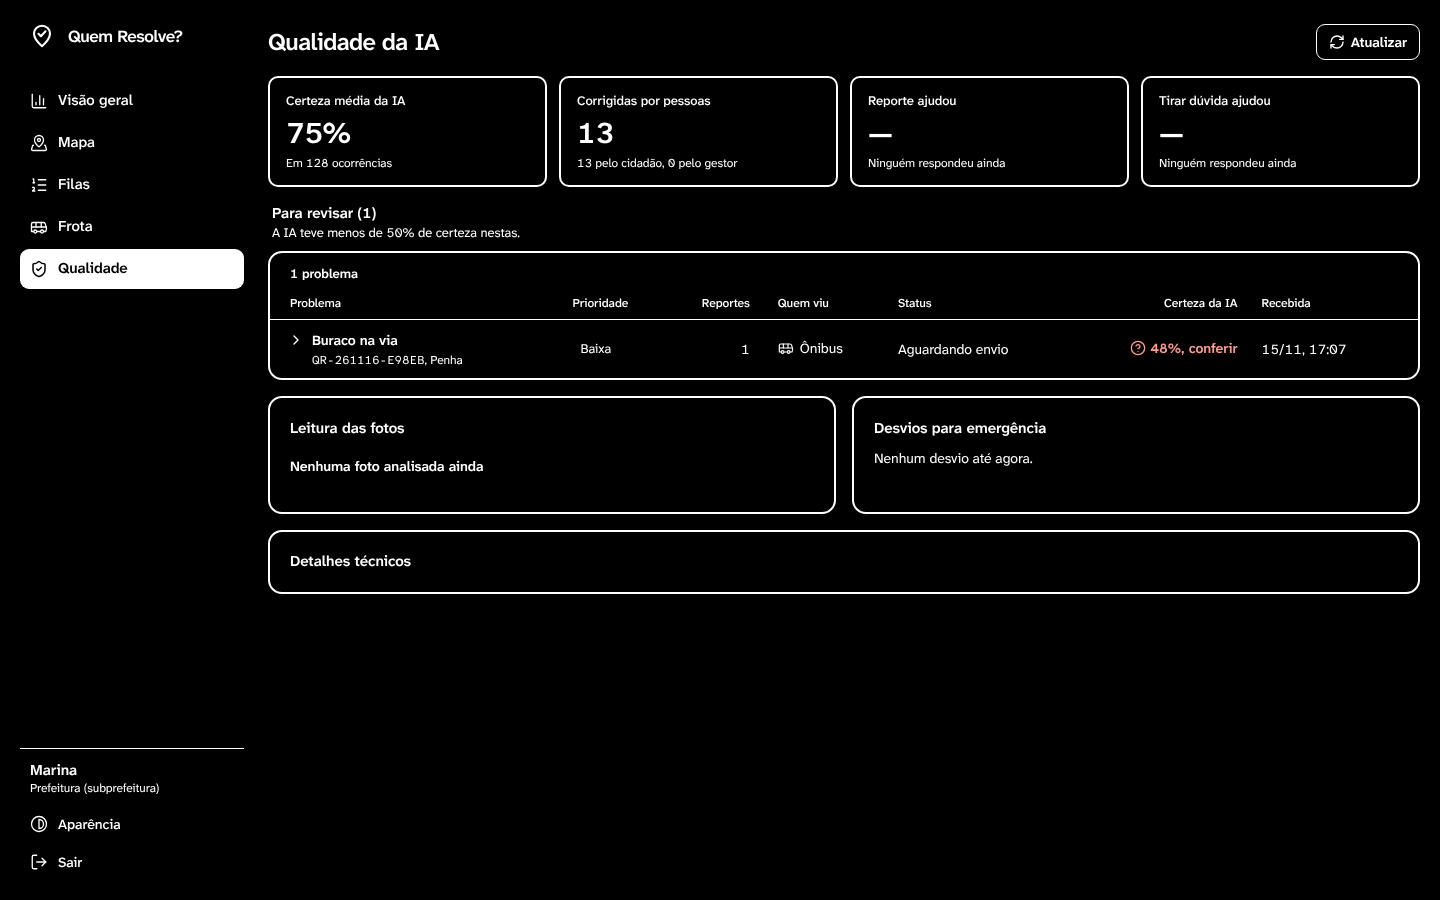 Quem Resolve?
Visão geral
Mapa
Filas
Frota
Qualidade
Marina
Prefeitura (subprefeitura)
Aparência
Sair
Qualidade da IA
Atualizar
Certeza média da IA
75%
Em 128 ocorrências
Corrigidas por pessoas
13
13 pelo cidadão, 0 pelo gestor
Reporte ajudou
—
Ninguém respondeu ainda
Tirar dúvida ajudou
—
Ninguém respondeu ainda
Para revisar (1)
A IA teve menos de 50% de certeza nestas.
1 problema
Problema Prioridade Reportes Quem viu Status Certeza da IA Recebida
Buraco na via Baixa 1 Ônibus Aguardando envio 48%, conferir 15/11, 17:07
QR-261116-E98EB, Penha
Leitura das fotos
Nenhuma foto analisada ainda
Desvios para emergência
Nenhum desvio até agora.
Detalhes técnicos